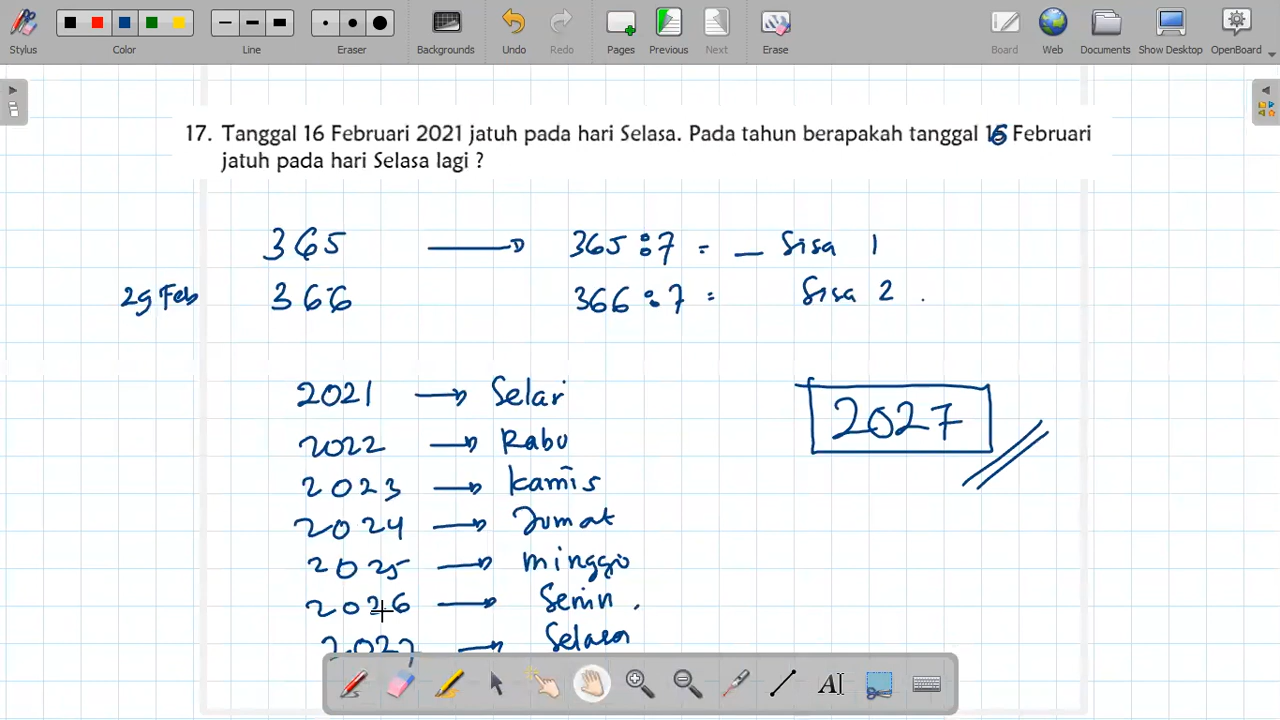 Stylus Color Line Eraser Backgrounds Undo Redo Pages Previous Next Erase Board Web Documents Show Desktop OpenBoard
17. Tanggal 16 Februari 2021 jatuh pada hari Selasa. Pada tahun berapakah tanggal 16 Februari
jatuh pada hari Selasa lagi ?
365 → 365 : 7 = _ Sisa 1
29 Feb 366 366 : 7 = Sisa 2 .
2021 → Selasa
2022 → Rabu
2023 → Kamis
2024 → Jumat
2025 → minggu
2026 → Senin .
2027 → Selasa
2027
AI